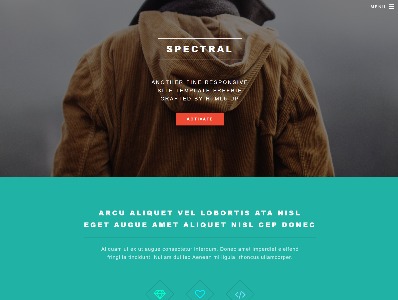 MENU
SPECTRAL
ANOTHER FINE RESPONSIVE
SITE TEMPLATE FREEBIE
CRAFTED BY HTML5 UP
ACTIVATE
ARCU ALIQUET VEL LOBORTIS ATA NISL
EGET AUGUE AMET ALIQUET NISL CEP DONEC
Aliquam ut ex ut augue consectetur interdum. Donec amet imperdiet eleifend
fringilla tincidunt. Nullam dui leo Aenean mi ligula, rhoncus ullamcorper.